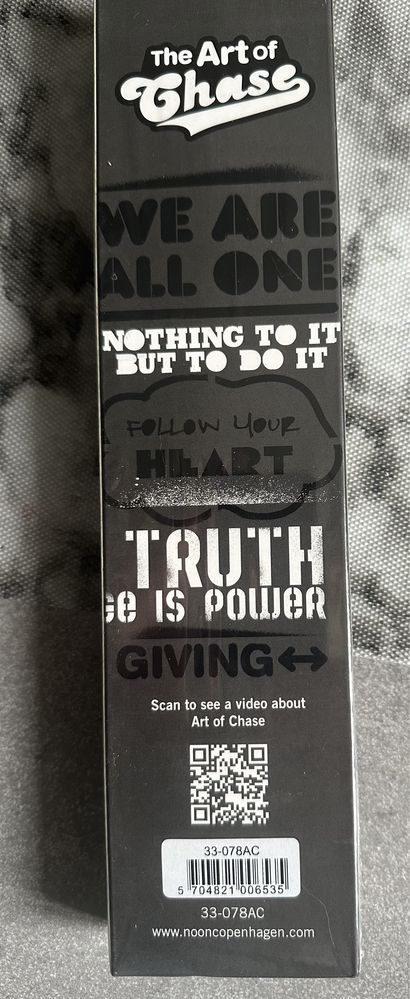 The Art of
Chase
WE ARE
ALL ONE
NOTHING TO IT
BUT TO DO IT
FOLLOW YOUR
HEART
TRUTH
GE IS POWER
GIVING ↔
Scan to see a video about
Art of Chase
33-078AC
5 704821 006535
33-078AC
www.nooncopenhagen.com